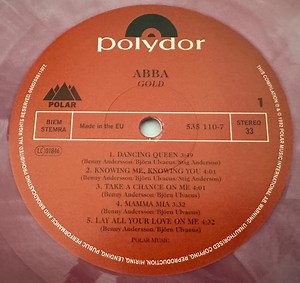 polydor
ABBA
GOLD
POLAR
1
BIEM
STEMRA
Made in the EU
535 110-7
STEREO
33
LC 01846
1. DANCING QUEEN 3:49
(Benny Andersson/Björn Ulvaeus/Stig Anderson)
2. KNOWING ME, KNOWING YOU 4:01
(Benny Andersson/Björn Ulvaeus/Stig Anderson)
3. TAKE A CHANCE ON ME 4:01
(Benny Andersson/Björn Ulvaeus)
4. MAMMA MIA 3:32
(Benny Andersson/Björn Ulvaeus/Stig Anderson)
5. LAY ALL YOUR LOVE ON ME 4:32
(Benny Andersson/Björn Ulvaeus)
POLAR MUSIC